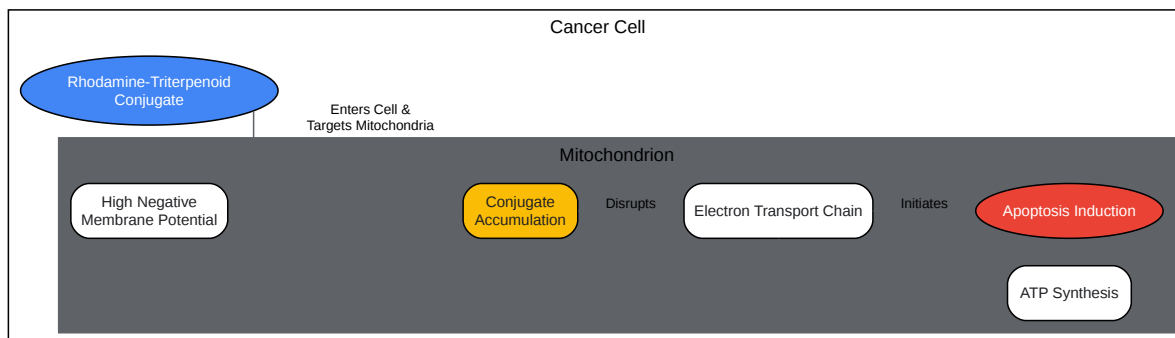 Cancer Cell
Rhodamine-Triterpenoid
Conjugate
Enters Cell &
Targets Mitochondria
Mitochondrion
High Negative
Membrane Potential
Conjugate
Accumulation
Disrupts
Electron Transport Chain
Initiates
Apoptosis Induction
ATP Synthesis